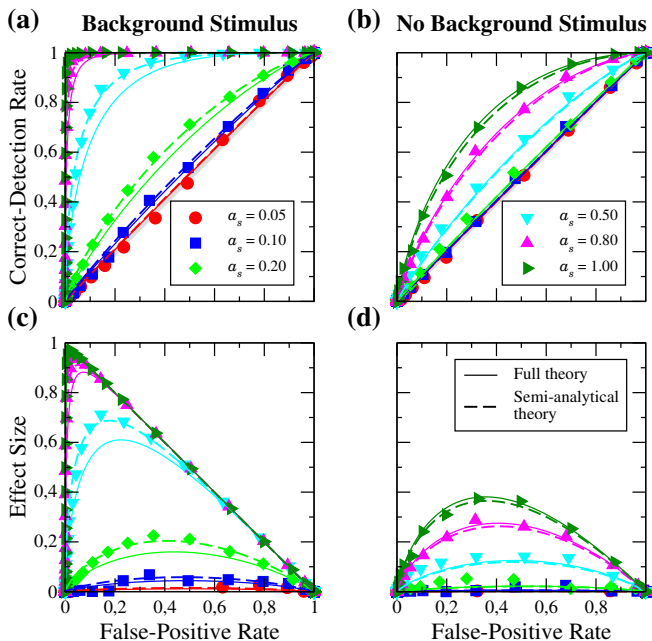 (a) Background Stimulus (b) No Background Stimulus
Correct-Detection Rate
1
0.8
0.6
0.4
0.2
0
a_s = 0.05
a_s = 0.10
a_s = 0.20
a_s = 0.50
a_s = 0.80
a_s = 1.00
(c) (d)
Effect Size
1
0.8
0.6
0.4
0.2
0
Full theory
Semi-analytical
theory
0 0.2 0.4 0.6 0.8 1 0 0.2 0.4 0.6 0.8 1
False-Positive Rate False-Positive Rate